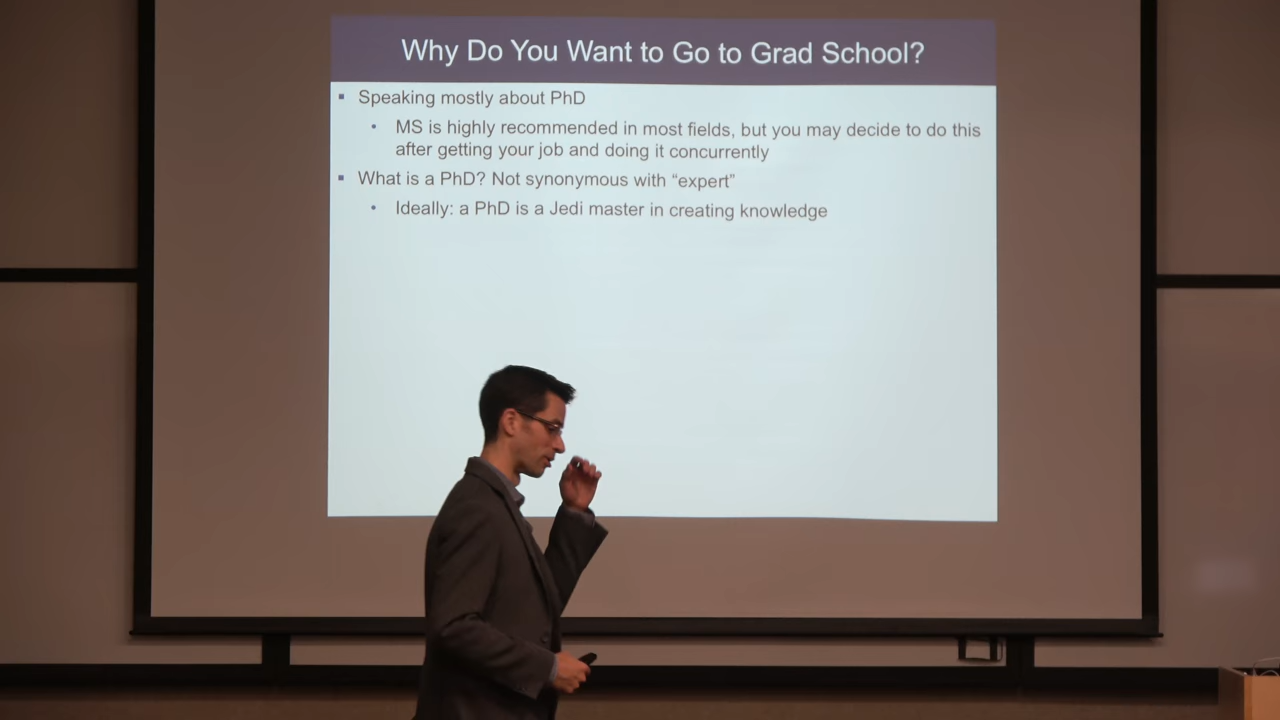 Why Do You Want to Go to Grad School?
▪ Speaking mostly about PhD
• MS is highly recommended in most fields, but you may decide to do this
after getting your job and doing it concurrently
▪ What is a PhD? Not synonymous with “expert”
• Ideally: a PhD is a Jedi master in creating knowledge